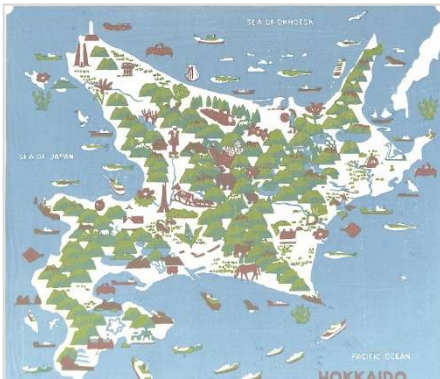 SEA OF OKHOTSK
SEA OF JAPAN
PACIFIC OCEAN
HOKKAIDO